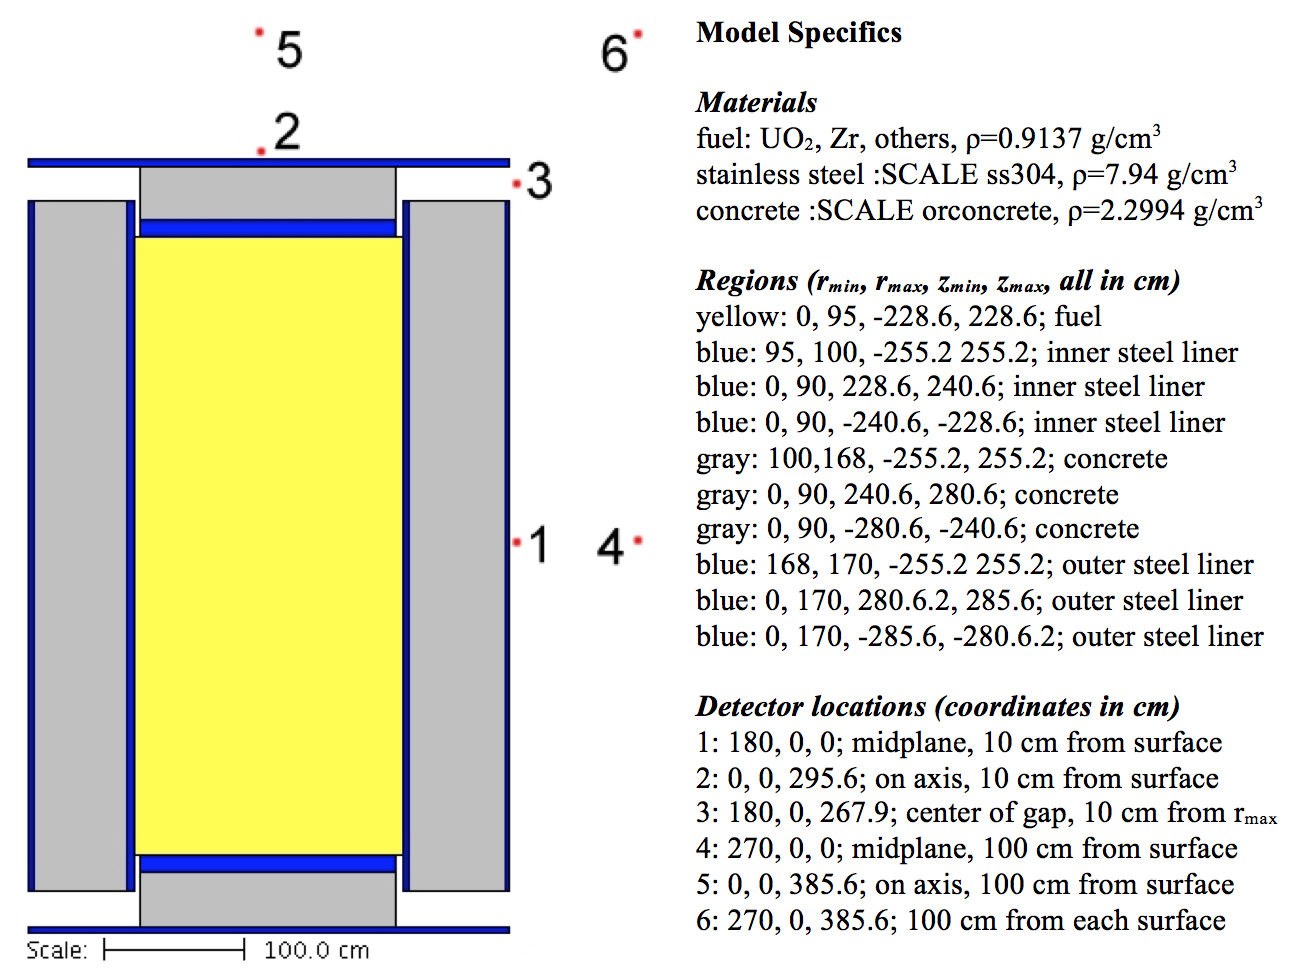 5
6
2
3
1
4
Scale: 100.0 cm
Model Specifics
Materials
fuel: UO₂, Zr, others, ρ=0.9137 g/cm³
stainless steel :SCALE ss304, ρ=7.94 g/cm³
concrete :SCALE orconcrete, ρ=2.2994 g/cm³
Regions (rmin, rmax, zmin, zmax, all in cm)
yellow: 0, 95, -228.6, 228.6; fuel
blue: 95, 100, -255.2 255.2; inner steel liner
blue: 0, 90, 228.6, 240.6; inner steel liner
blue: 0, 90, -240.6, -228.6; inner steel liner
gray: 100,168, -255.2, 255.2; concrete
gray: 0, 90, 240.6, 280.6; concrete
gray: 0, 90, -280.6, -240.6; concrete
blue: 168, 170, -255.2 255.2; outer steel liner
blue: 0, 170, 280.6.2, 285.6; outer steel liner
blue: 0, 170, -285.6, -280.6.2; outer steel liner
Detector locations (coordinates in cm)
1: 180, 0, 0; midplane, 10 cm from surface
2: 0, 0, 295.6; on axis, 10 cm from surface
3: 180, 0, 267.9; center of gap, 10 cm from rmax
4: 270, 0, 0; midplane, 100 cm from surface
5: 0, 0, 385.6; on axis, 100 cm from surface
6: 270, 0, 385.6; 100 cm from each surface